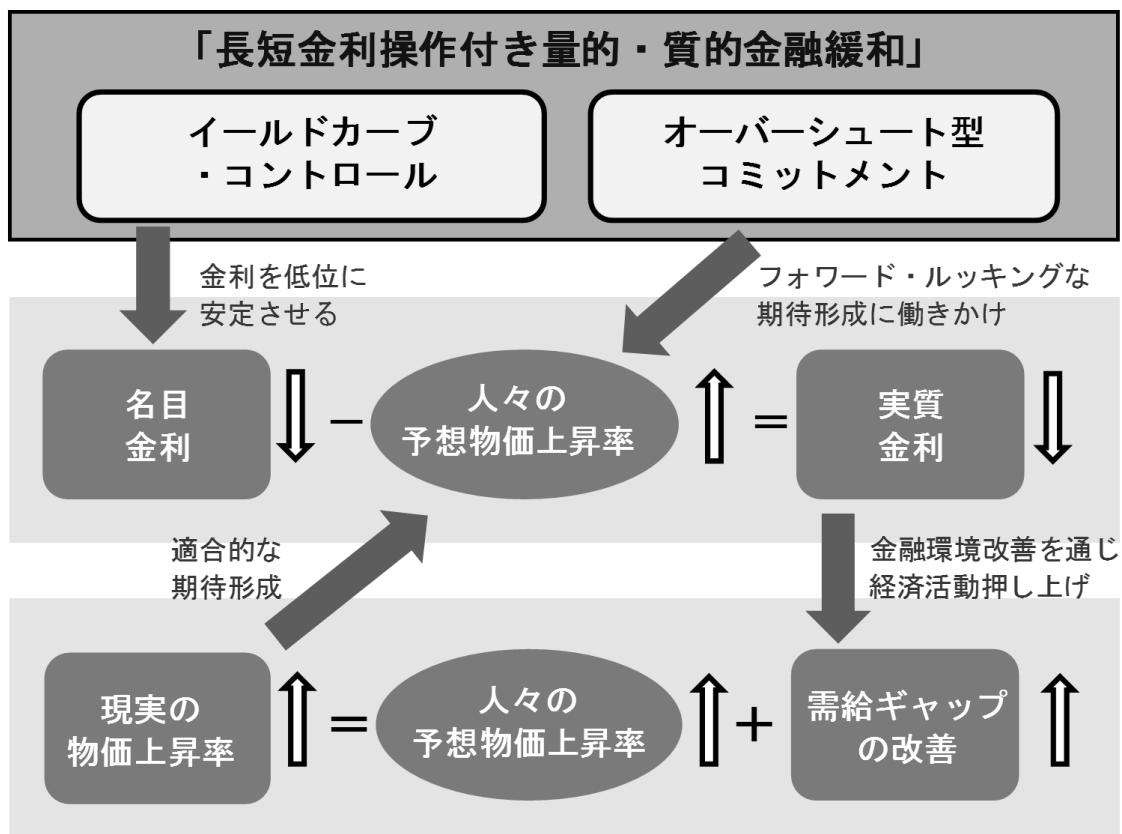 「長短金利操作付き量的・質的金融緩和」
イールドカーブ
・コントロール
オーバーシュート型
コミットメント
金利を低位に
安定させる
フォワード・ルッキングな
期待形成に働きかけ
名目
金利
−
人々の
予想物価上昇率
=
実質
金利
適合的な
期待形成
金融環境改善を通じ
経済活動押し上げ
現実の
物価上昇率
=
人々の
予想物価上昇率
+
需給ギャップ
の改善